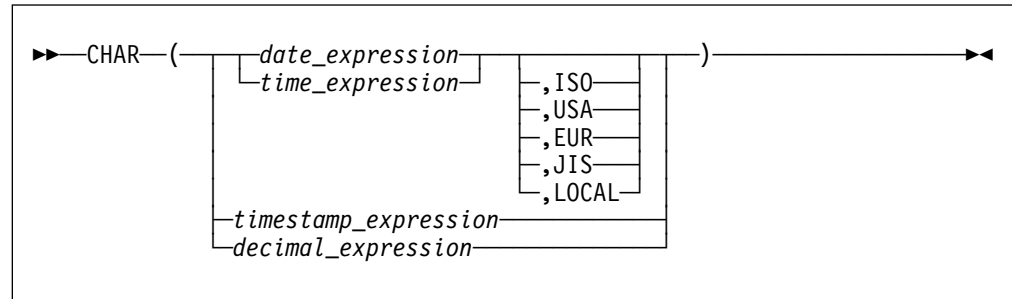 CHAR ( date_expression )
time_expression ,ISO
,USA
,EUR
,JIS
,LOCAL
timestamp_expression
decimal_expression